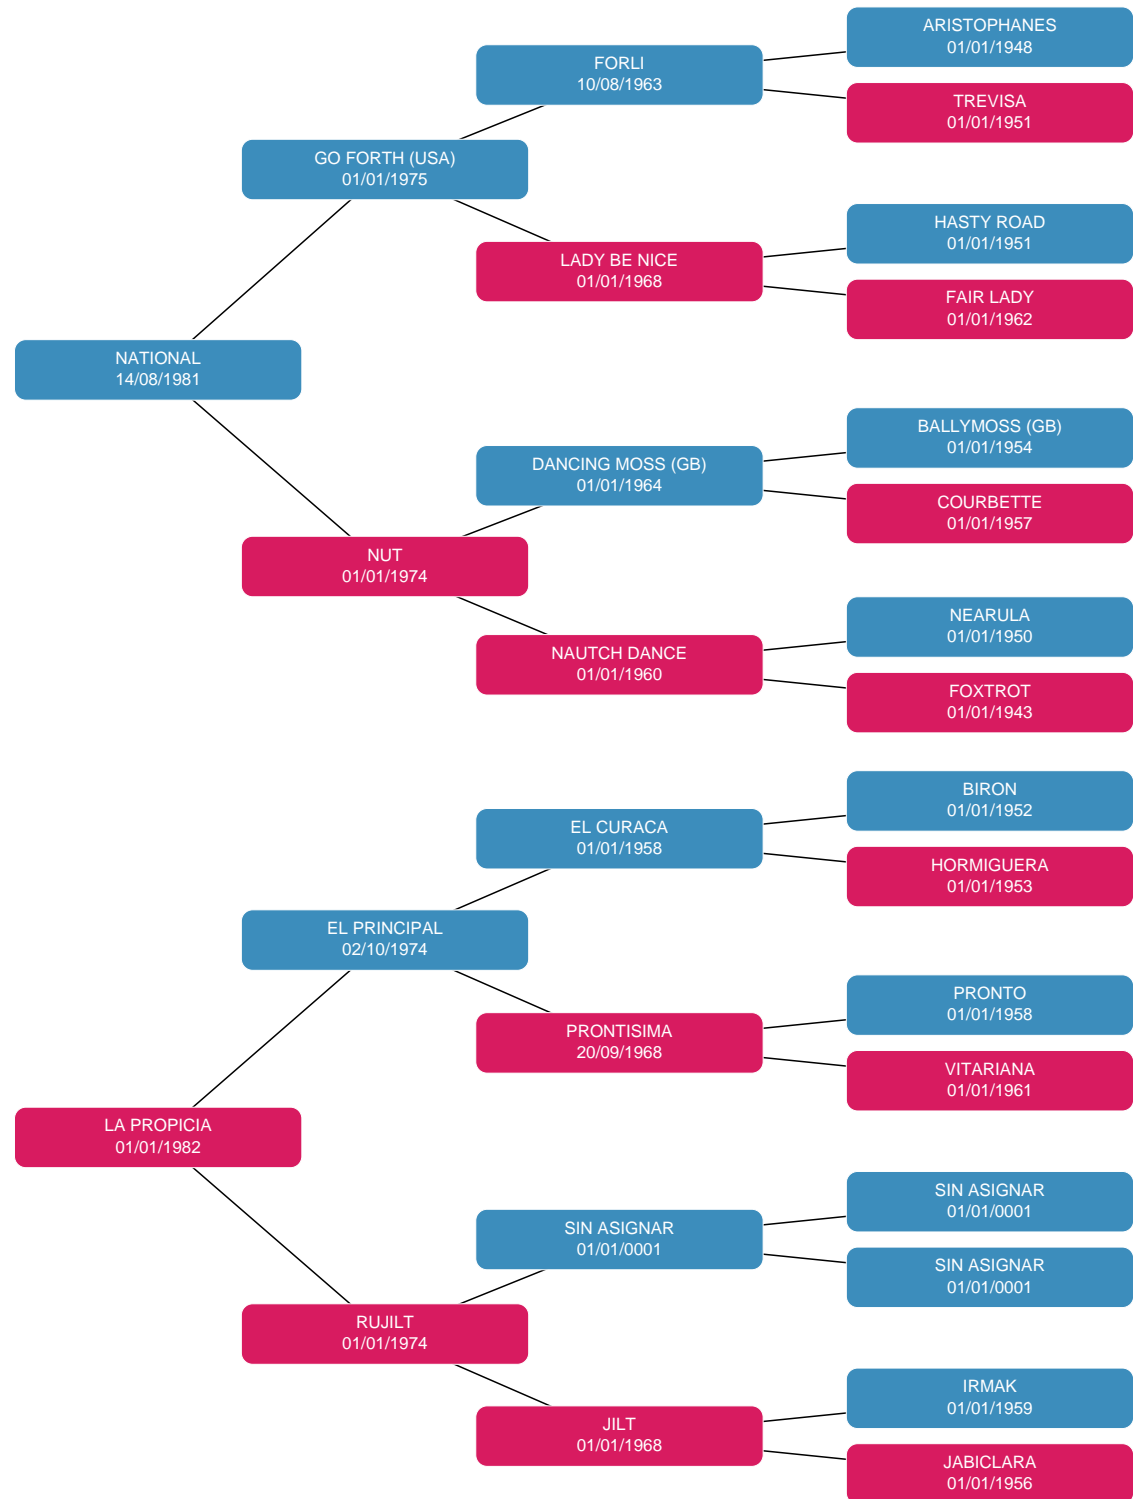 ARISTOPHANES
01/01/1948
FORLI
10/08/1963
TREVISA
01/01/1951
GO FORTH (USA)
01/01/1975
HASTY ROAD
01/01/1951
LADY BE NICE
01/01/1968
FAIR LADY
01/01/1962
NATIONAL
14/08/1981
BALLYMOSS (GB)
01/01/1954
DANCING MOSS (GB)
01/01/1964
COURBETTE
01/01/1957
NUT
01/01/1974
NEARULA
01/01/1950
NAUTCH DANCE
01/01/1960
FOXTROT
01/01/1943
BIRON
01/01/1952
EL CURACA
01/01/1958
HORMIGUERA
01/01/1953
EL PRINCIPAL
02/10/1974
PRONTO
01/01/1958
PRONTISIMA
20/09/1968
VITARIANA
01/01/1961
LA PROPICIA
01/01/1982
SIN ASIGNAR
01/01/0001
SIN ASIGNAR
01/01/0001
SIN ASIGNAR
01/01/0001
RUJILT
01/01/1974
IRMAK
01/01/1959
JILT
01/01/1968
JABICLARA
01/01/1956